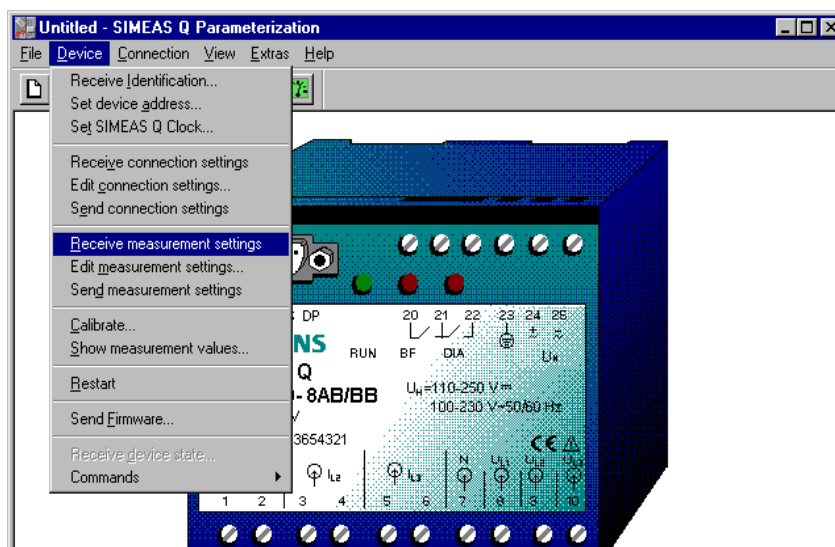 Untitled - SIMEAS Q Parameterization
File Device Connection View Extras Help
Receive Identification...
Set device address...
Set SIMEAS Q Clock...
Receive connection settings
Edit connection settings...
Send connection settings
Receive measurement settings
Edit measurement settings...
Send measurement settings
Calibrate...
Show measurement values...
Restart
Send Firmware...
Receive device state...
Commands
DP 20 21 22 23 24 25
NS RUN BF DIA UH
Q
- 8AB/BB UH=110-250 V
100-230 V~50/60 Hz
V
3654321
CE
IL2 IL3 N UL1 UL2 UL3
1 2 3 4 5 6 7 8 9 10